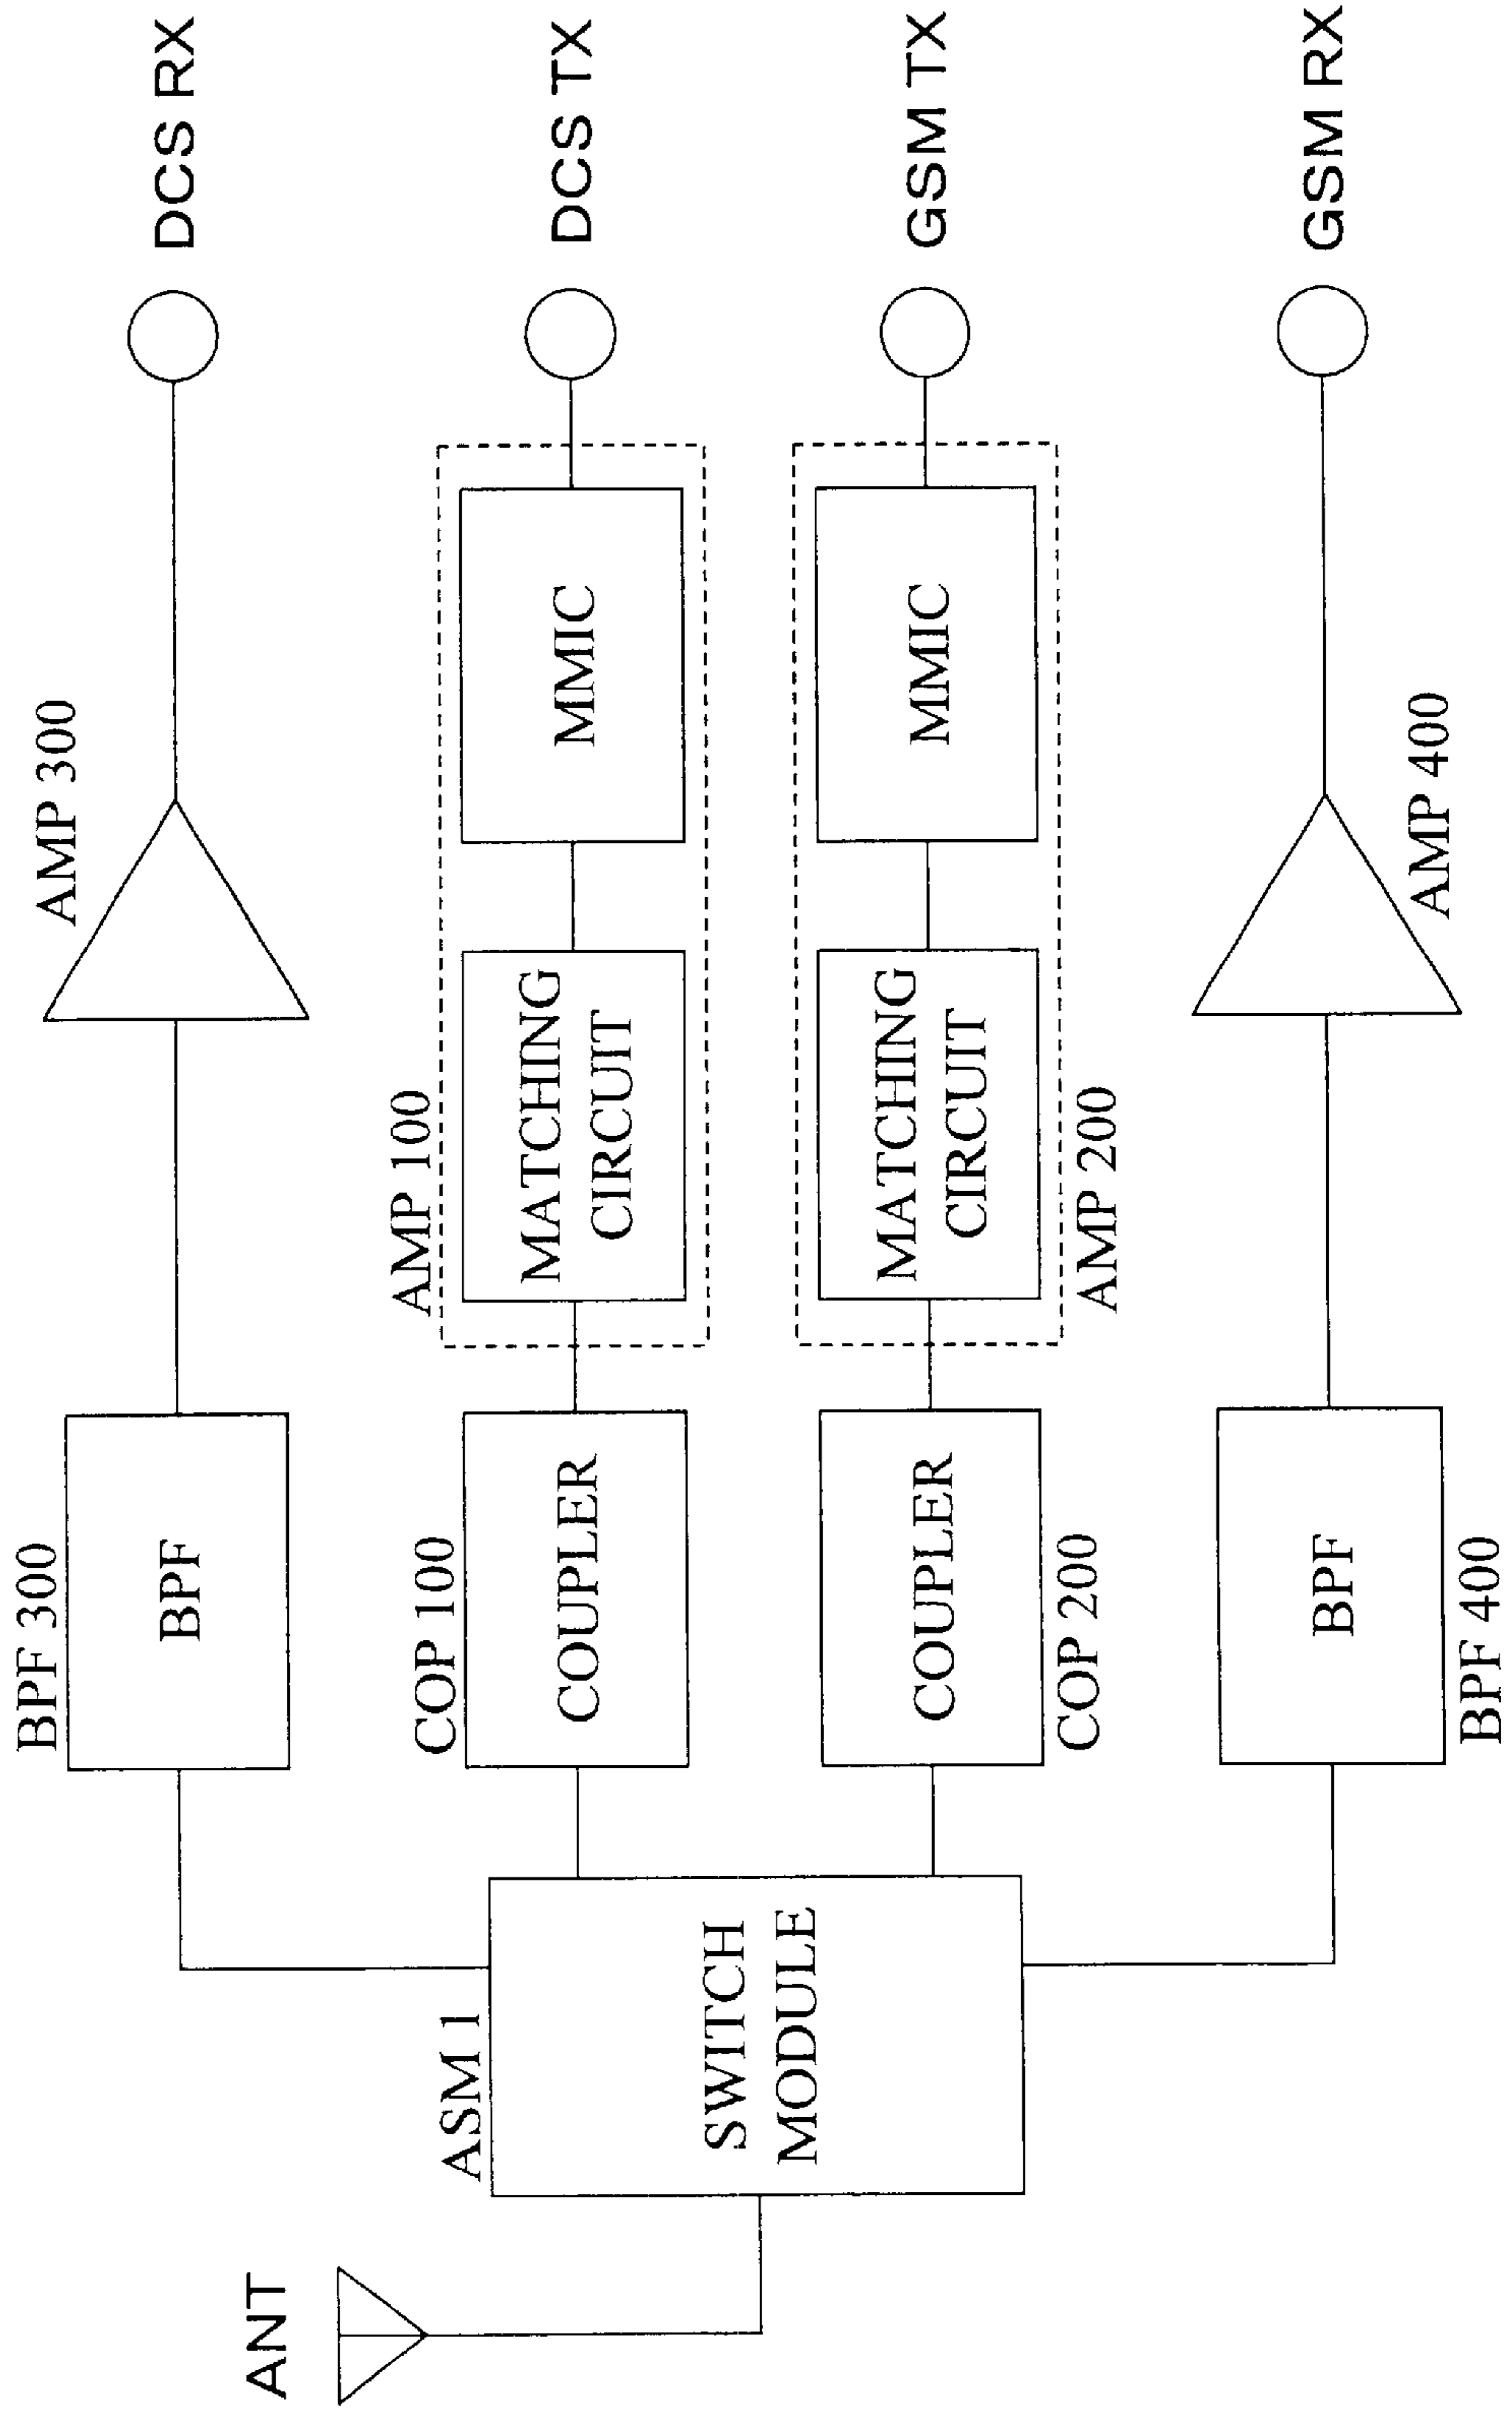 ANT
ASM 1
SWITCH
MODULE
BPF 300
BPF
AMP 300
DCS RX
COP 100
COUPLER
AMP 100
MATCHING
CIRCUIT
MMIC
DCS TX
COUPLER
COP 200
MATCHING
CIRCUIT
AMP 200
MMIC
GSM TX
BPF
BPF 400
AMP 400
GSM RX